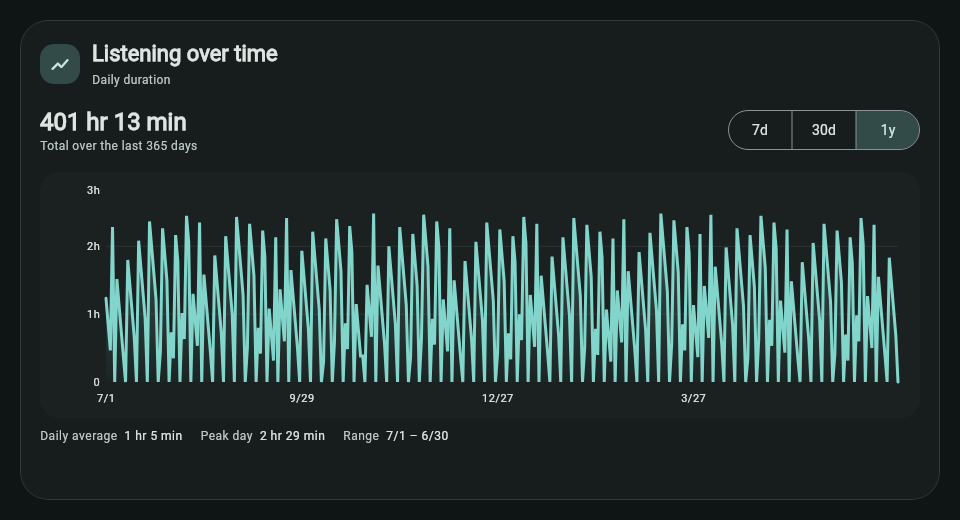 Listening over time
Daily duration
401 hr 13 min
Total over the last 365 days
7d 30d 1y
3h
2h
1h
0
7/1 9/29 12/27 3/27
Daily average 1 hr 5 min Peak day 2 hr 29 min Range 7/1 – 6/30